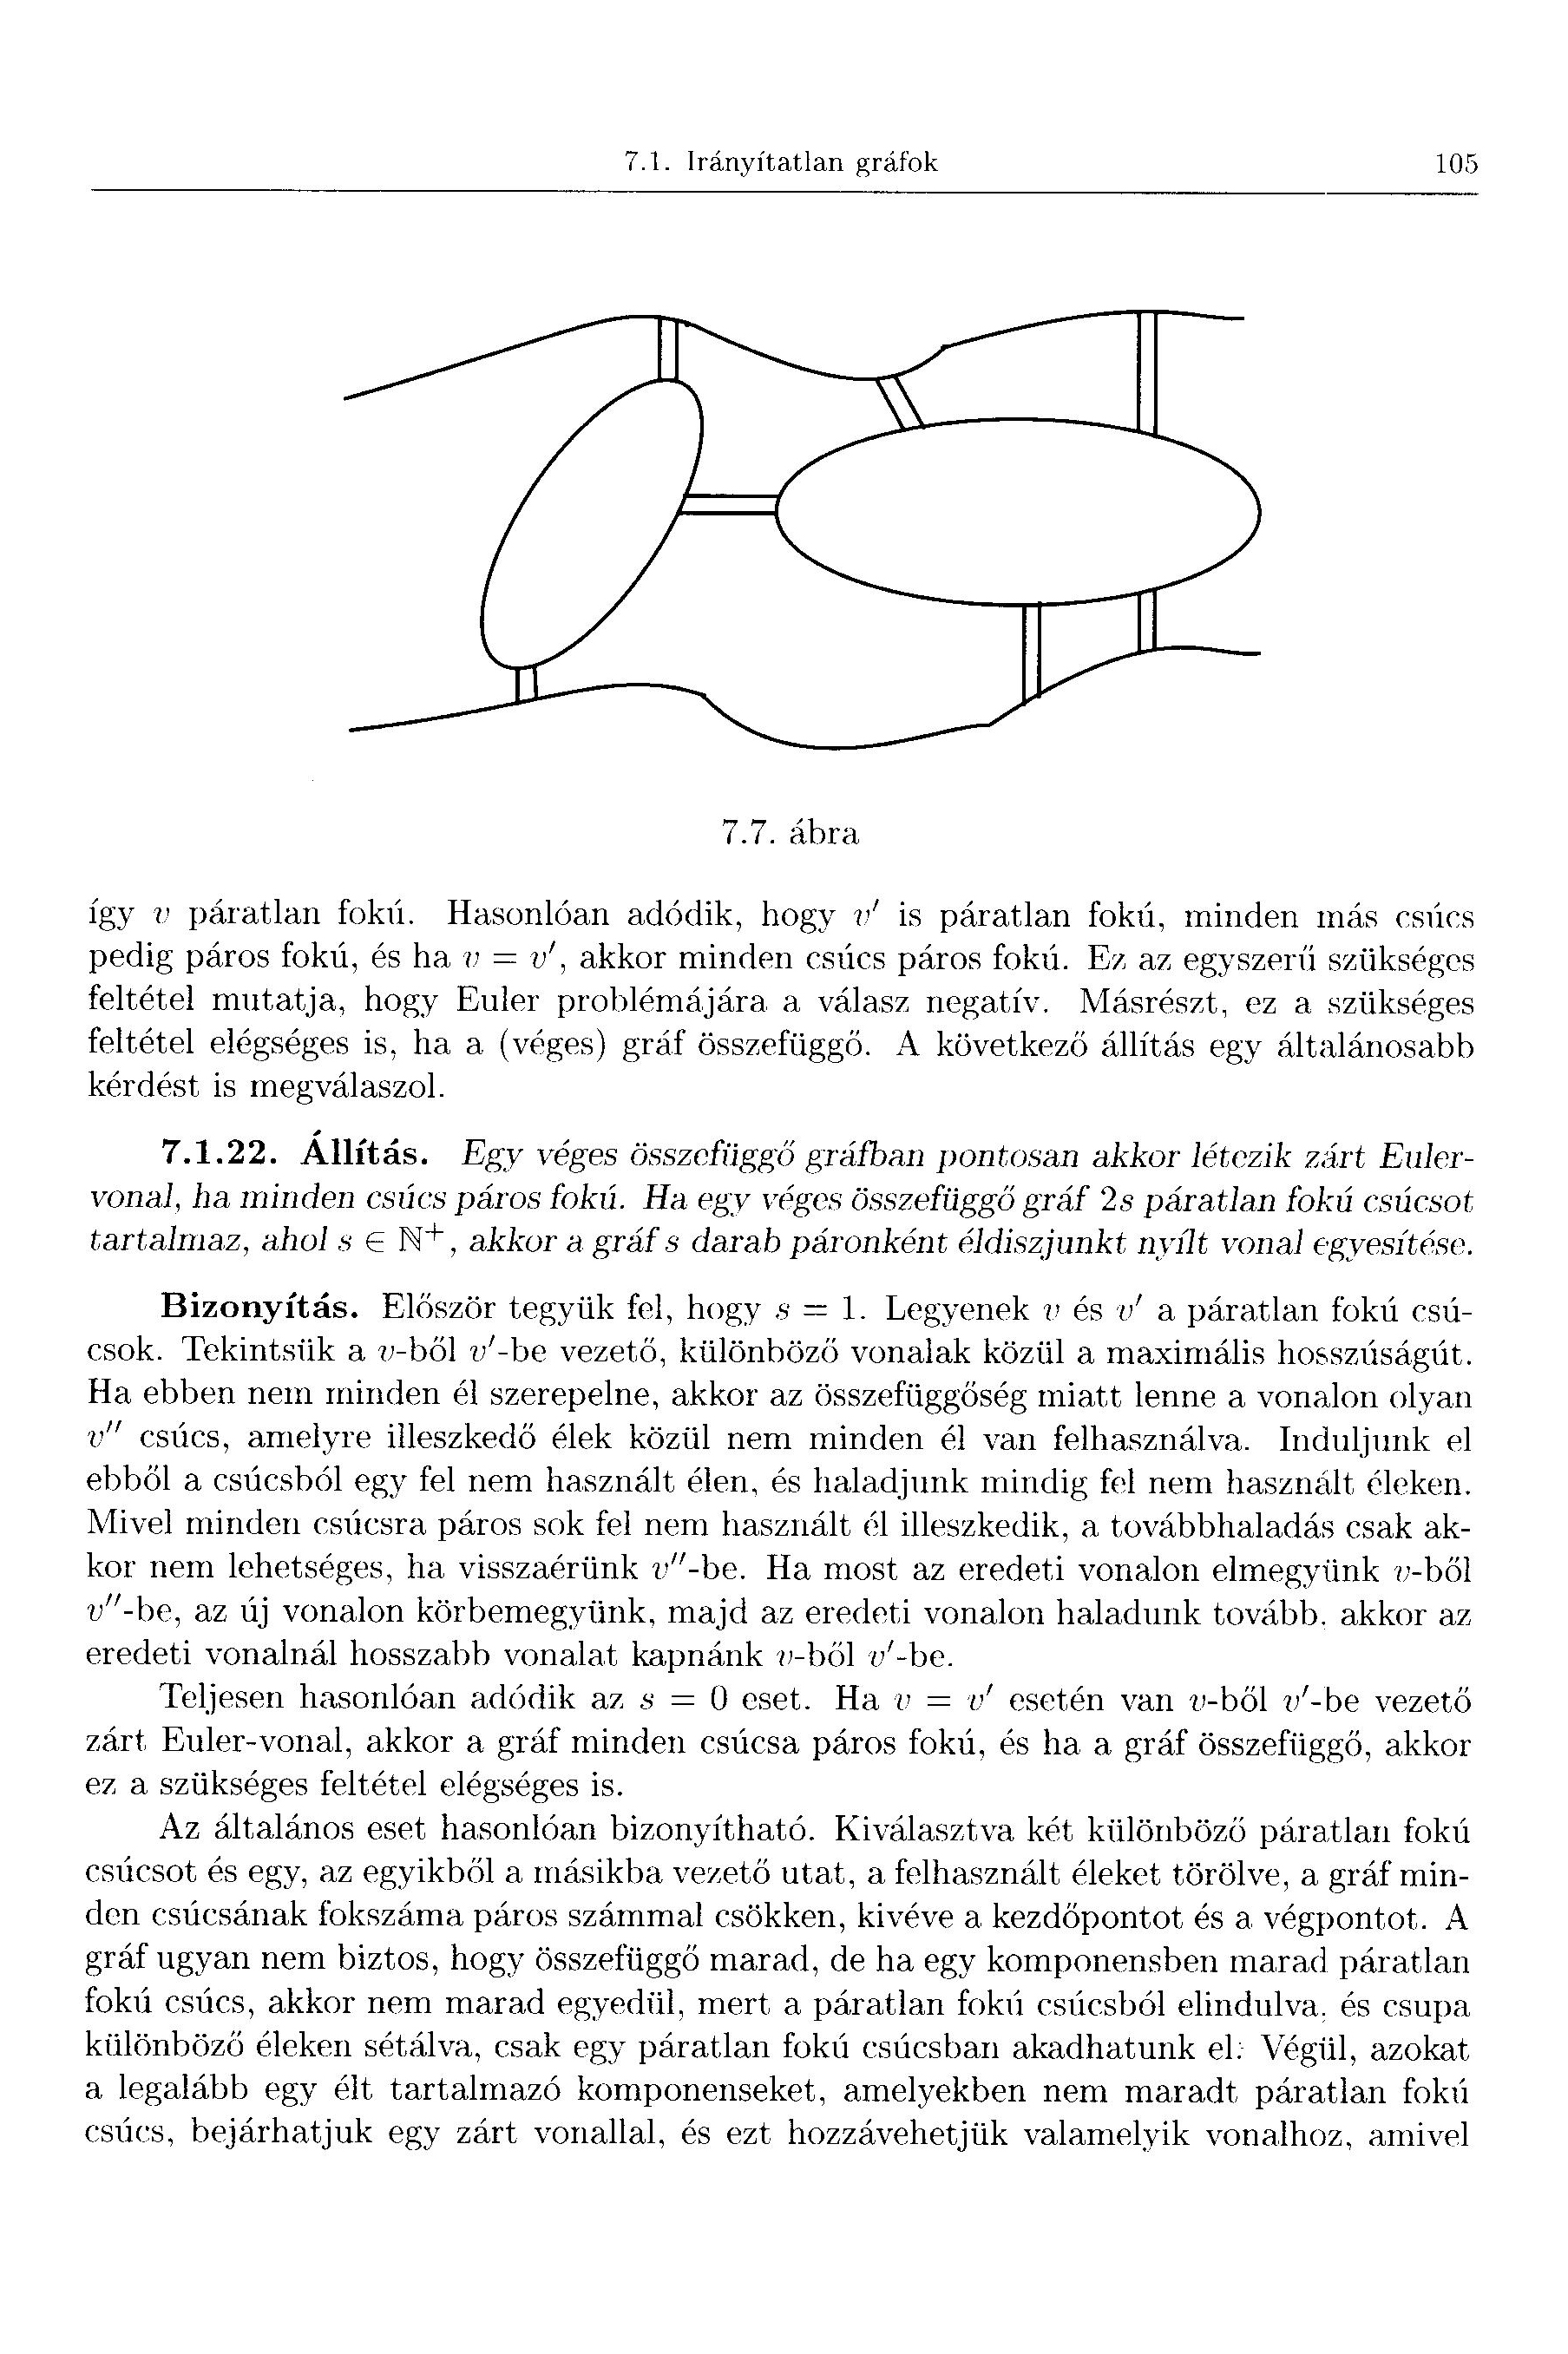 7.1. Irányítatlan gráfok 105
7.7. ábra
így v páratlan fokú. Hasonlóan adódik, hogy v′ is páratlan fokú, minden más csúcs
pedig páros fokú, és ha v = v′, akkor minden csúcs páros fokú. Ez az egyszerű szükséges
feltétel mutatja, hogy Euler problémájára a válasz negatív. Másrészt, ez a szükséges
feltétel elégséges is, ha a (véges) gráf összefüggő. A következő állítás egy általánosabb
kérdést is megválaszol.
7.1.22. Állítás. Egy véges összefüggő gráfban pontosan akkor létezik zárt Euler-
vonal, ha minden csúcs páros fokú. Ha egy véges összefüggő gráf 2s páratlan fokú csúcsot
tartalmaz, ahol s ∈ ℕ⁺, akkor a gráf s darab páronként éldiszjunkt nyílt vonal egyesítése.
Bizonyítás. Először tegyük fel, hogy s = 1. Legyenek v és v′ a páratlan fokú csú-
csok. Tekintsük a v-ből v′-be vezető, különböző vonalak közül a maximális hosszúságút.
Ha ebben nem minden él szerepelne, akkor az összefüggőség miatt lenne a vonalon olyan
v″ csúcs, amelyre illeszkedő élek közül nem minden él van felhasználva. Induljunk el
ebből a csúcsból egy fel nem használt élen, és haladjunk mindig fel nem használt éleken.
Mivel minden csúcsra páros sok fel nem használt él illeszkedik, a továbbhaladás csak ak-
kor nem lehetséges, ha visszaérünk v″-be. Ha most az eredeti vonalon elmegyünk v-ből
v″-be, az új vonalon körbemegyünk, majd az eredeti vonalon haladunk tovább, akkor az
eredeti vonalnál hosszabb vonalat kapnánk v-ből v′-be.
Teljesen hasonlóan adódik az s = 0 eset. Ha v = v′ esetén van v-ből v′-be vezető
zárt Euler-vonal, akkor a gráf minden csúcsa páros fokú, és ha a gráf összefüggő, akkor
ez a szükséges feltétel elégséges is.
Az általános eset hasonlóan bizonyítható. Kiválasztva két különböző páratlan fokú
csúcsot és egy, az egyikből a másikba vezető utat, a felhasznált éleket törölve, a gráf min-
den csúcsának fokszáma páros számmal csökken, kivéve a kezdőpontot és a végpontot. A
gráf ugyan nem biztos, hogy összefüggő marad, de ha egy komponensben marad páratlan
fokú csúcs, akkor nem marad egyedül, mert a páratlan fokú csúcsból elindulva, és csupa
különböző éleken sétálva, csak egy páratlan fokú csúcsban akadhatunk el. Végül, azokat
a legalább egy élt tartalmazó komponenseket, amelyekben nem maradt páratlan fokú
csúcs, bejárhatjuk egy zárt vonallal, és ezt hozzávehetjük valamelyik vonalhoz, amivel